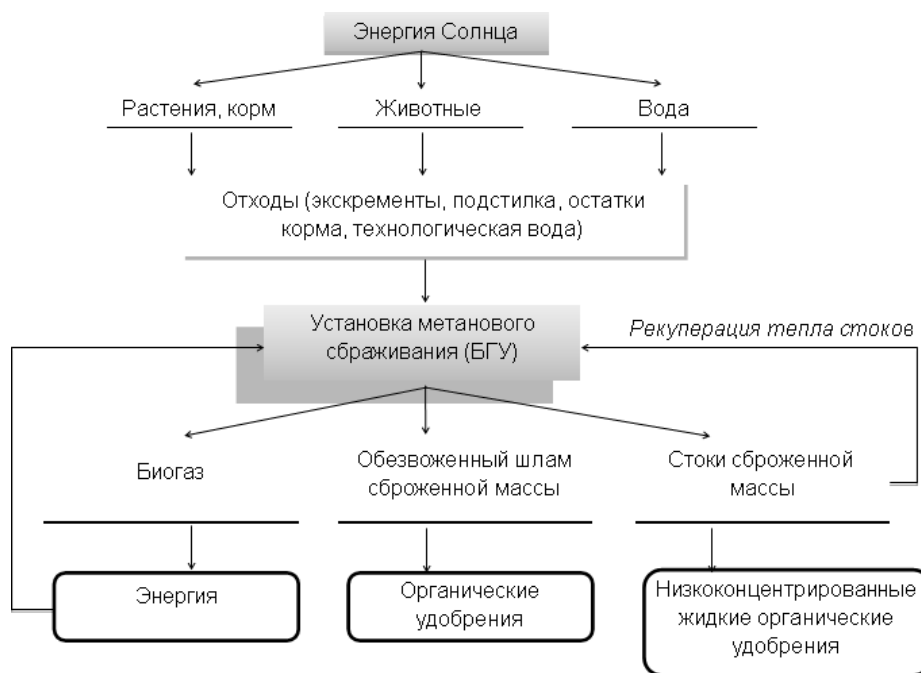 Энергия Солнца
Растения, корм
Животные
Вода
Отходы (экскременты, подстилка, остатки
корма, технологическая вода)
Установка метанового
сбраживания (БГУ)
Рекуперация тепла стоков
Биогаз
Обезвоженный шлам
сброженной массы
Стоки сброженной
массы
Энергия
Органические
удобрения
Низкоконцентрированные
жидкие органические
удобрения